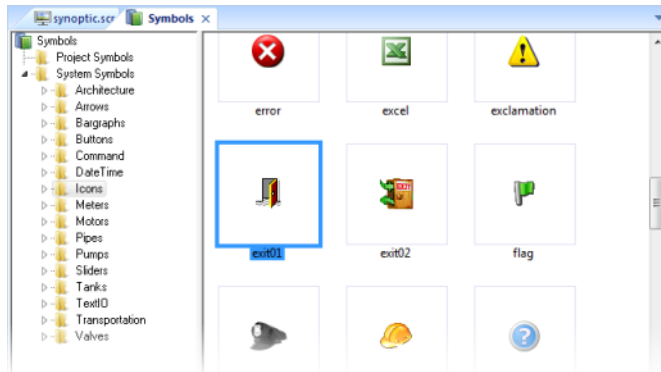 synoptic.scr Symbols
Symbols
Project Symbols
System Symbols
Architecture
Arrows
Bargraphs
Buttons
Command
DateTime
Icons
Meters
Motors
Pipes
Pumps
Sliders
Tanks
TextIO
Transportation
Valves
error excel exclamation
exit01 exit02 flag